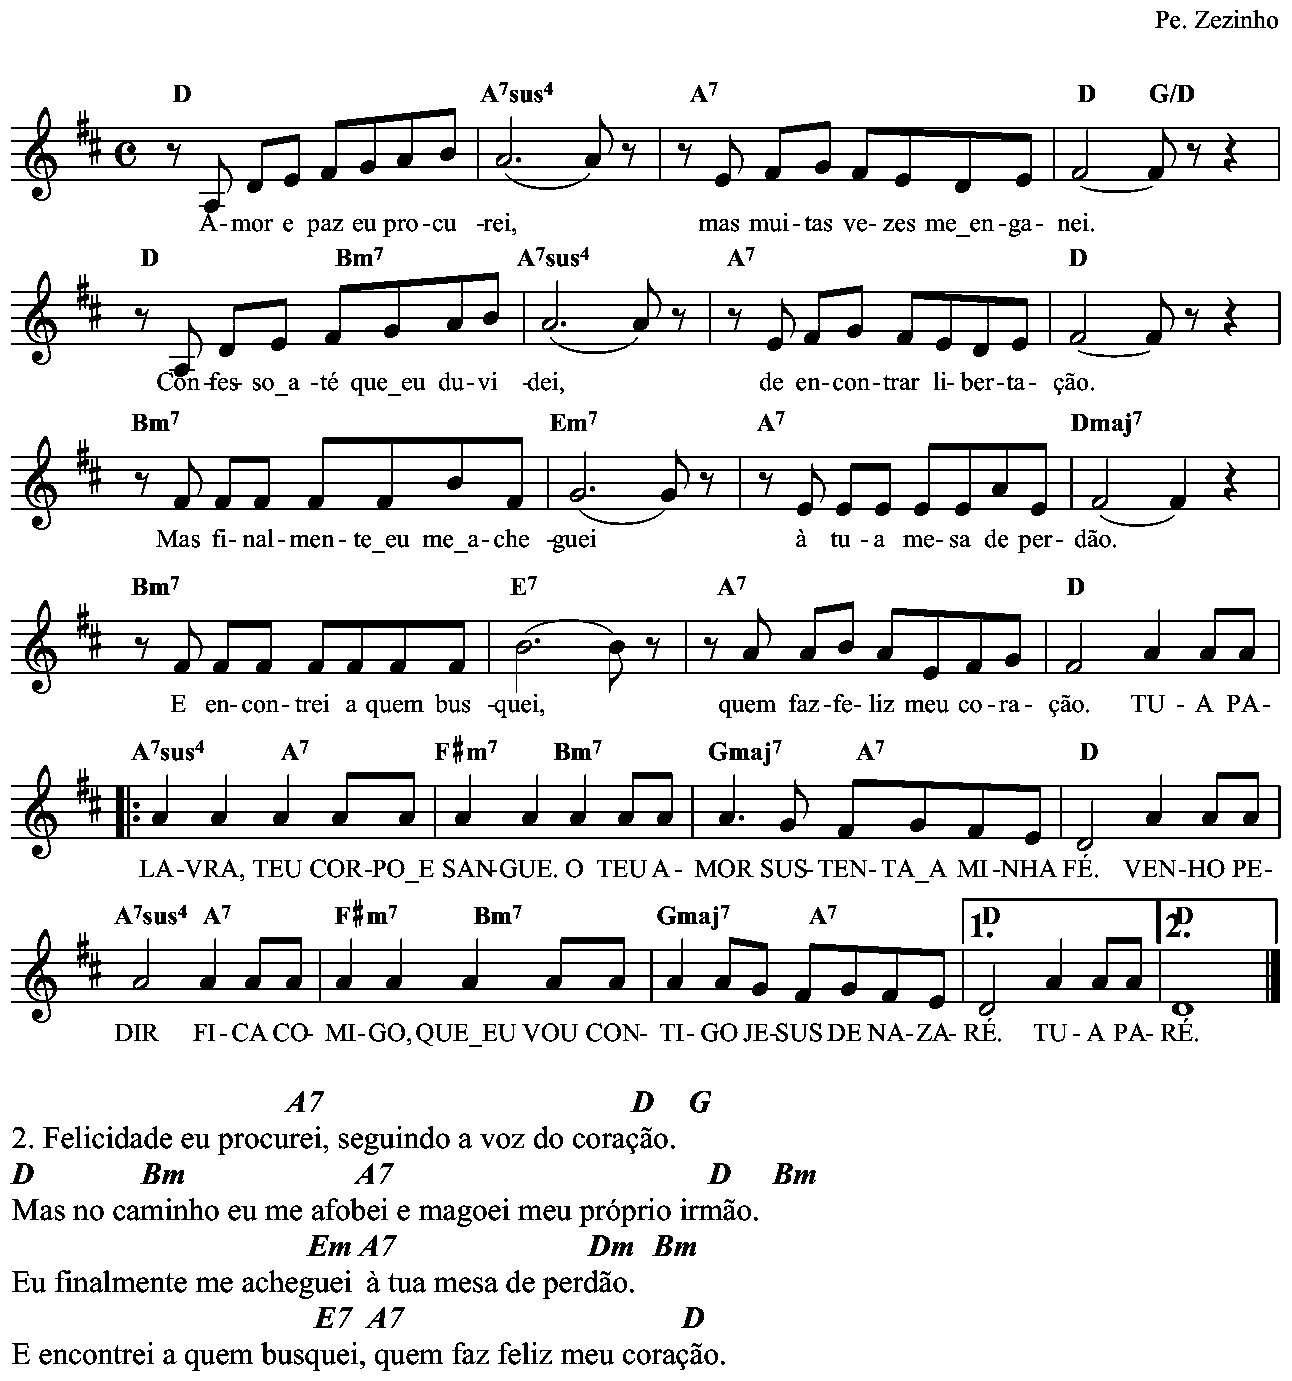 Pe. Zezinho
D A7sus4 A7 D G/D
A-mor e paz eu pro-cu-rei, mas mui-tas ve-zes me_en-ga-nei.
D Bm7 A7sus4 A7 D
Con-fes-so_a-té que_eu du-vi-dei, de en-con-trar li-ber-ta-ção.
Bm7 Em7 A7 Dmaj7
Mas fi-nal-men-te_eu me_a-che-guei à tu-a me-sa de per-dão.
Bm7 E7 A7 D
E en-con-trei a quem bus-quei, quem faz-fe-liz meu co-ra-ção. TU-A PA-
A7sus4 A7 F#m7 Bm7 Gmaj7 A7 D
LA-VRA, TEU COR-PO_E SAN-GUE. O TEU A-MOR SUS-TEN-TA_A MI-NHA FÉ. VEN-HO PE-
A7sus4 A7 F#m7 Bm7 Gmaj7 A7 1. D 2. D
DIR FI-CA CO-MI-GO, QUE_EU VOU CON-TI-GO JE-SUS DE NA-ZA-RÉ. TU-A PA-RÉ.
A7 D G
2. Felicidade eu procurei, seguindo a voz do coração.
D Bm A7 D Bm
Mas no caminho eu me afobei e magoei meu próprio irmão.
Em A7 Dm Bm
Eu finalmente me acheguei à tua mesa de perdão.
E7 A7 D
E encontrei a quem busquei, quem faz feliz meu coração.